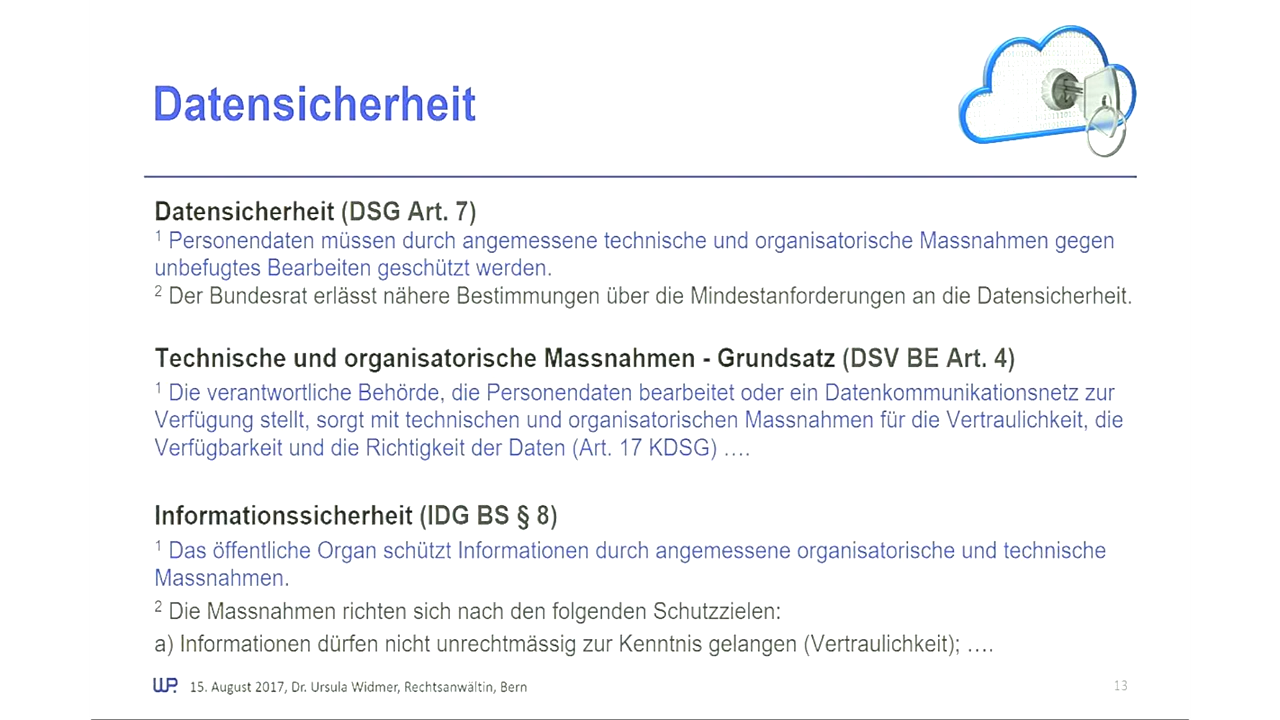 Datensicherheit
Datensicherheit (DSG Art. 7)
¹ Personendaten müssen durch angemessene technische und organisatorische Massnahmen gegen
unbefugtes Bearbeiten geschützt werden.
² Der Bundesrat erlässt nähere Bestimmungen über die Mindestanforderungen an die Datensicherheit.
Technische und organisatorische Massnahmen - Grundsatz (DSV BE Art. 4)
¹ Die verantwortliche Behörde, die Personendaten bearbeitet oder ein Datenkommunikationsnetz zur
Verfügung stellt, sorgt mit technischen und organisatorischen Massnahmen für die Vertraulichkeit, die
Verfügbarkeit und die Richtigkeit der Daten (Art. 17 KDSG) ….
Informationssicherheit (IDG BS § 8)
¹ Das öffentliche Organ schützt Informationen durch angemessene organisatorische und technische
Massnahmen.
² Die Massnahmen richten sich nach den folgenden Schutzzielen:
a) Informationen dürfen nicht unrechtmässig zur Kenntnis gelangen (Vertraulichkeit); ….
WP. 15. August 2017, Dr. Ursula Widmer, Rechtsanwältin, Bern
13